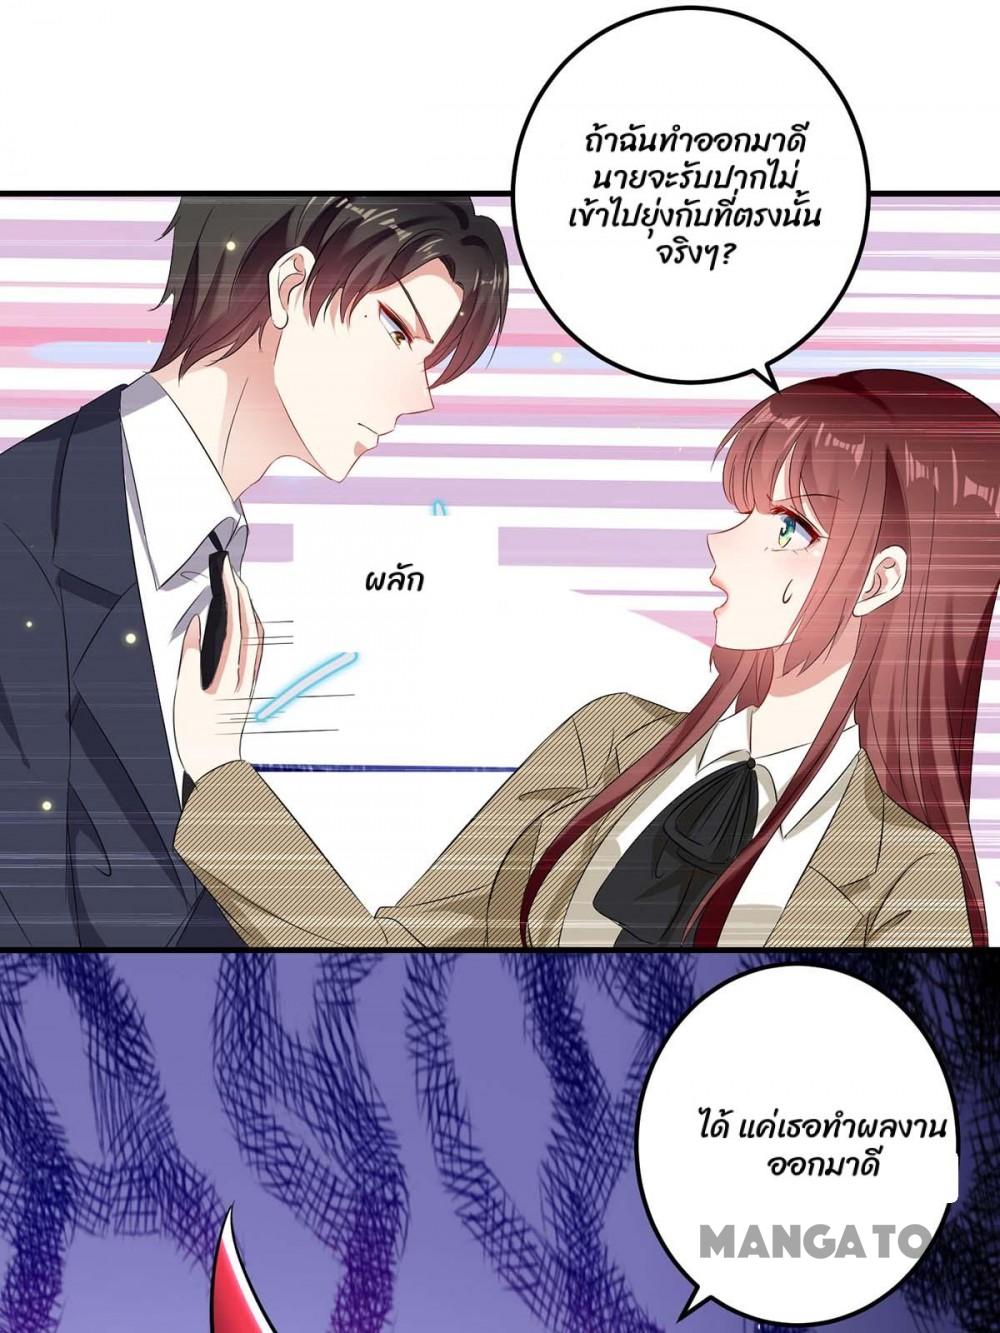 ถ้าฉันทำออกมาดี
นายจะรับปากไม่
เข้าไปยุ่งกับที่ตรงนั้น
จริงๆ?
ผลัก
ได้ แค่เธอทำผลงาน
ออกมาดี
MANGATO